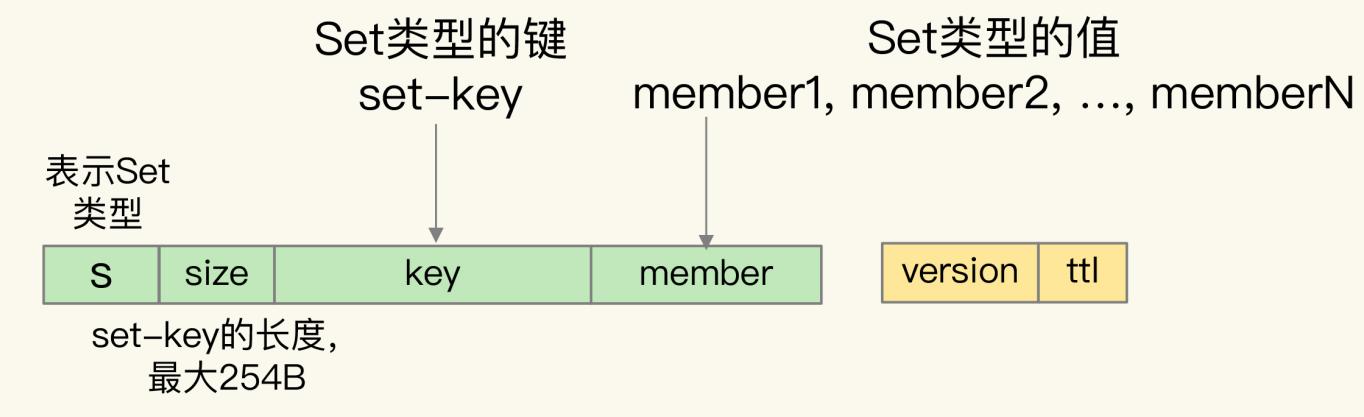 Set类型的键
set-key
Set类型的值
member1, member2, ..., memberN
表示Set
类型
s
size
key
member
version
ttl
set-key的长度,
最大254B